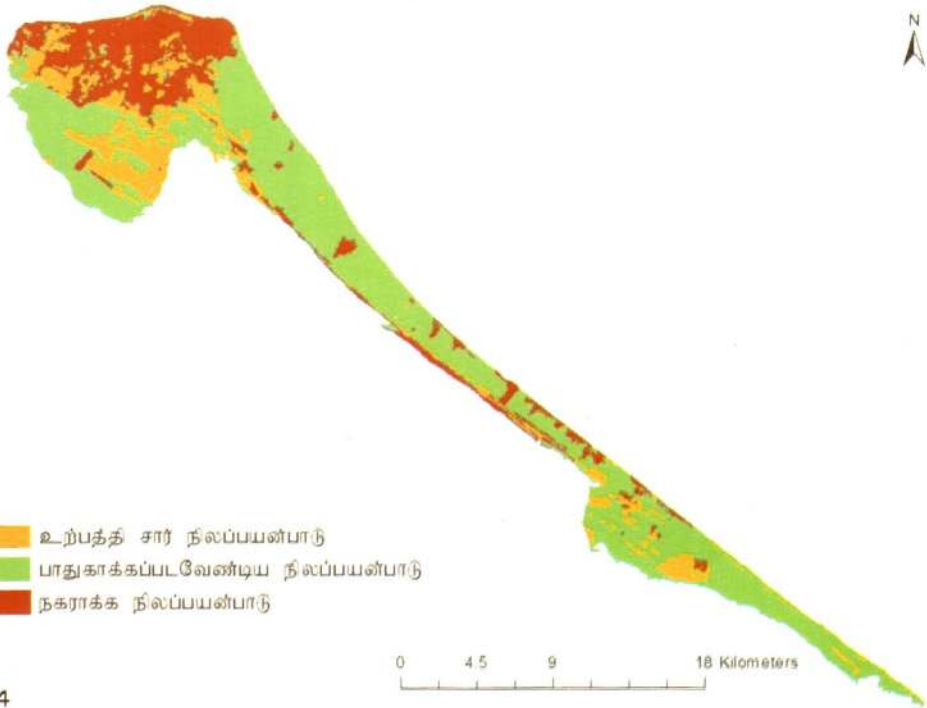 N
உற்பத்தி சார் நிலப்பயன்பாடு
பாதுகாக்கப்படவேண்டிய நிலப்பயன்பாடு
நகராக்க நிலப்பயன்பாடு
0 4.5 9 18 Kilometers
4